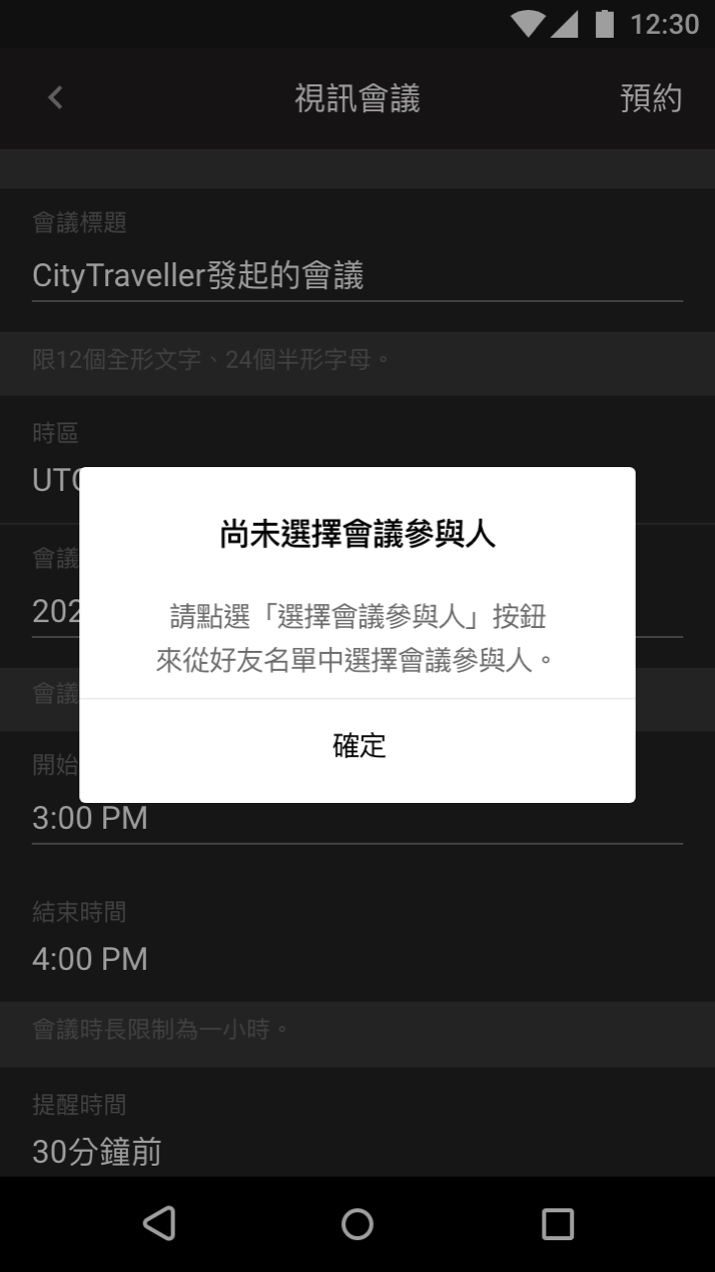 12:30
視訊會議
預約
會議標題
CityTraveller發起的會議
限12個全形文字、24個半形字母。
時區
UTC
尚未選擇會議參與人
會議
請點選「選擇會議參與人」按鈕
202
來從好友名單中選擇會議參與人。
會議
確定
開始
3:00 PM
結束時間
4:00 PM
會議時長限制為一小時。
提醒時間
30分鐘前